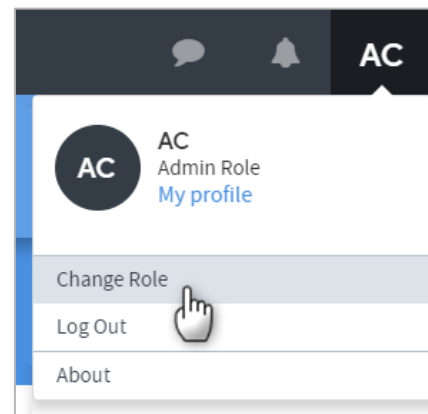 AC
AC
AC
Admin Role
My profile
Change Role
Log Out
About